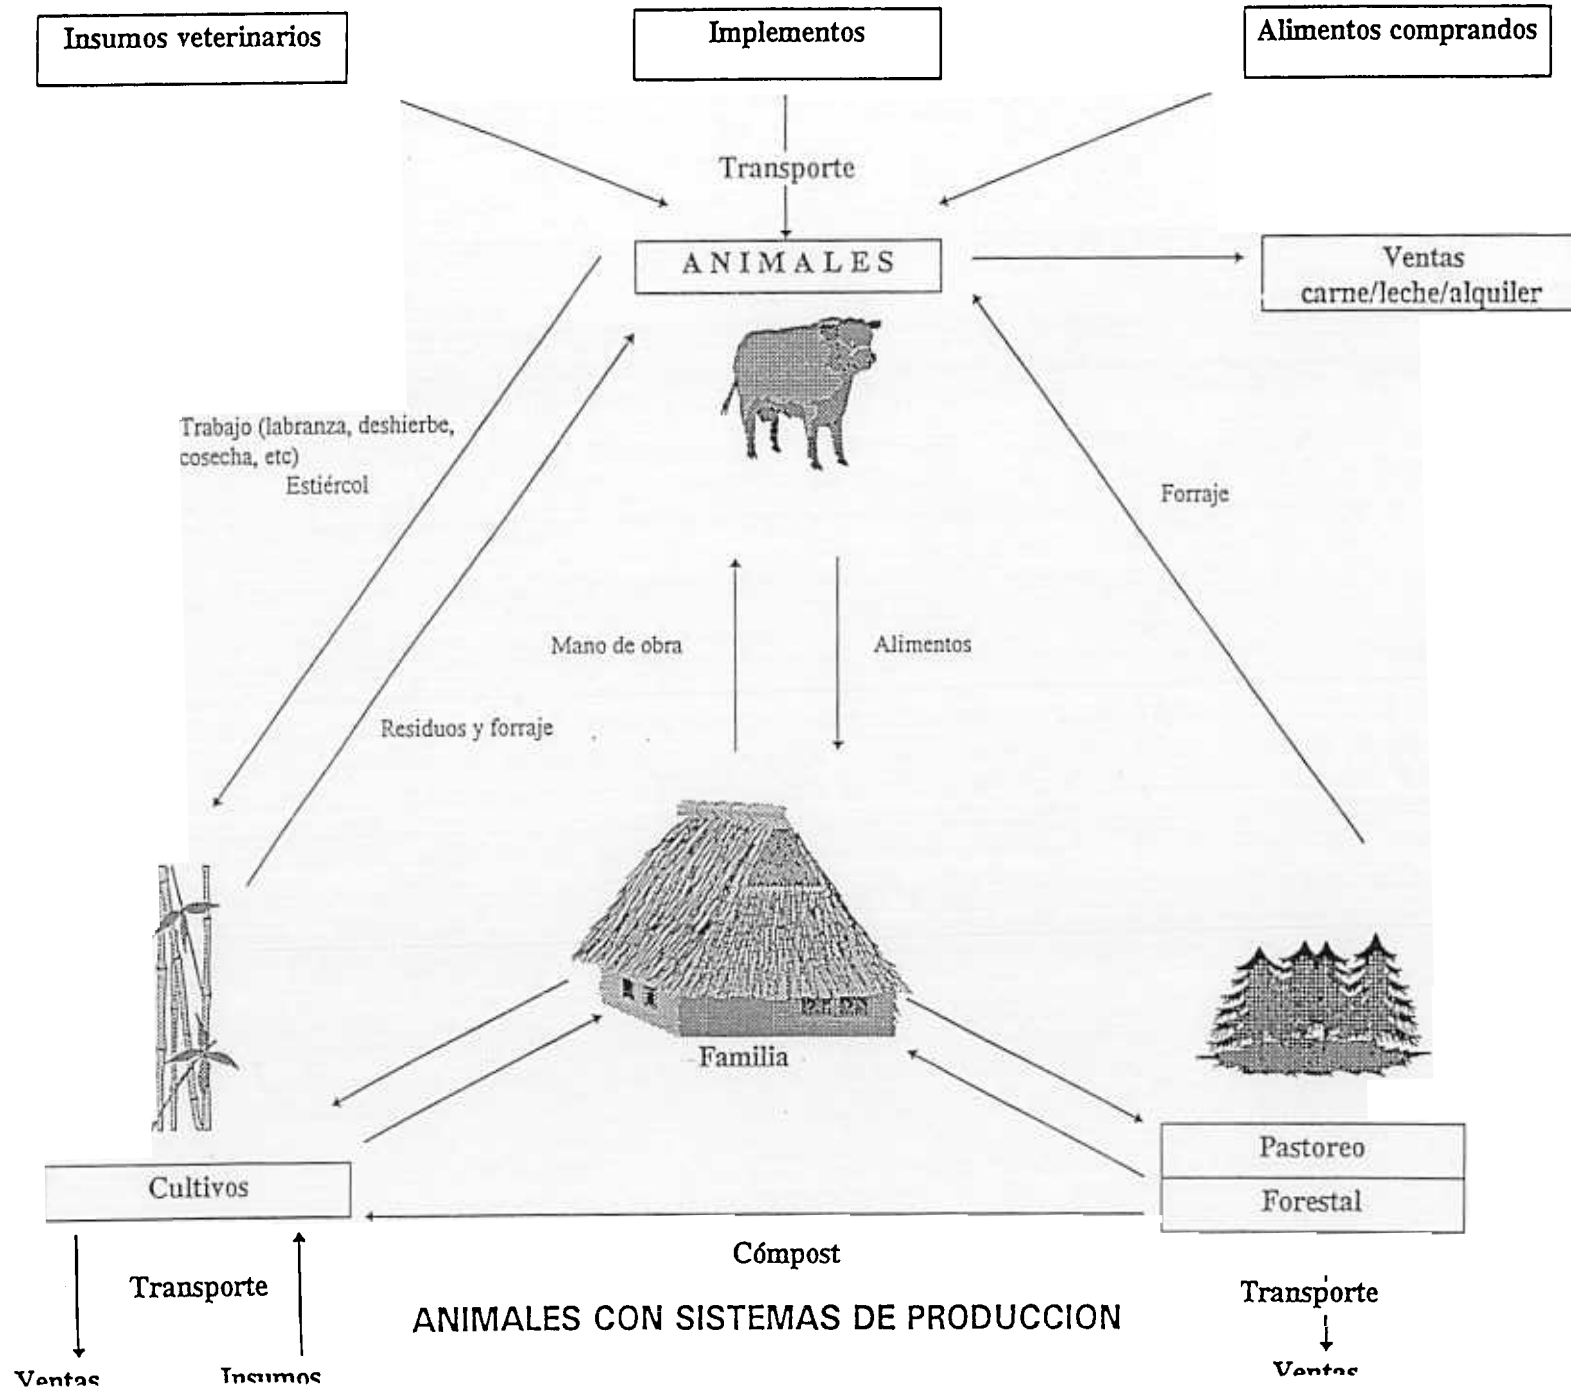 Insumos veterinarios
Implementos
Alimentos comprandos
Transporte
ANIMALES
Ventas
carne/leche/alquiler
Trabajo (labranza, deshierbe,
cosecha, etc)
Estiércol
Forraje
Mano de obra
Alimentos
Residuos y forraje
Familia
Pastoreo
Cultivos
Forestal
Cómpost
Transporte
Transporte
ANIMALES CON SISTEMAS DE PRODUCCION
Ventas
Insumos
Ventas